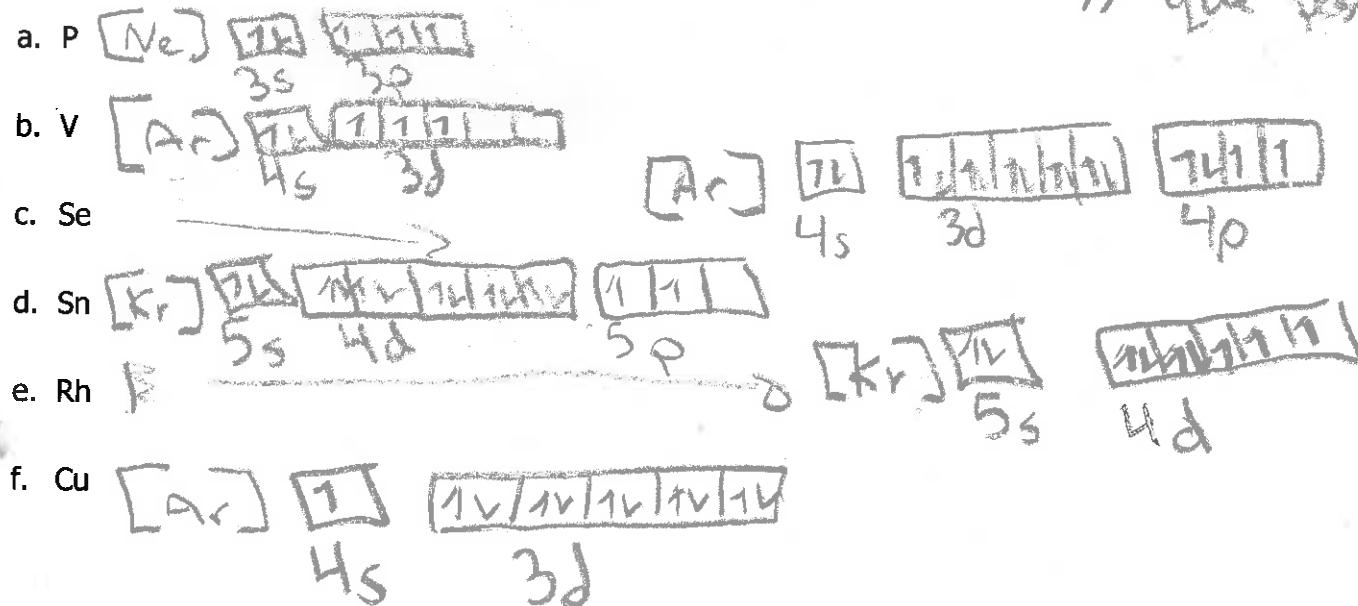 a. P [Ne] 3s 3p
b. V [Ar] 4s 3d
c. Se [Ar] 4s 3d 4p
d. Sn [Kr] 5s 4d 5p
e. Rh [Kr] 5s 4d
f. Cu [Ar] 4s 3d